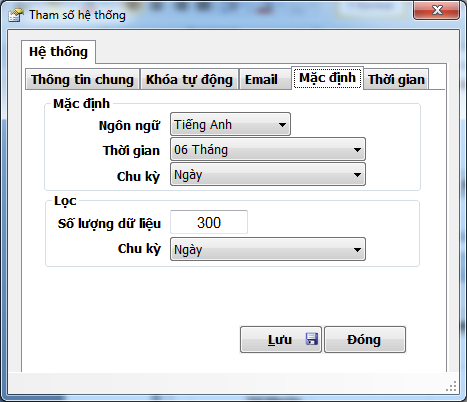 Tham số hệ thống
Hệ thống
Thông tin chung Khóa tự động Email Mặc định Thời gian
Mặc định
Ngôn ngữ Tiếng Anh
Thời gian 06 Tháng
Chu kỳ Ngày
Lọc
Số lượng dữ liệu 300
Chu kỳ Ngày
Lưu Đóng